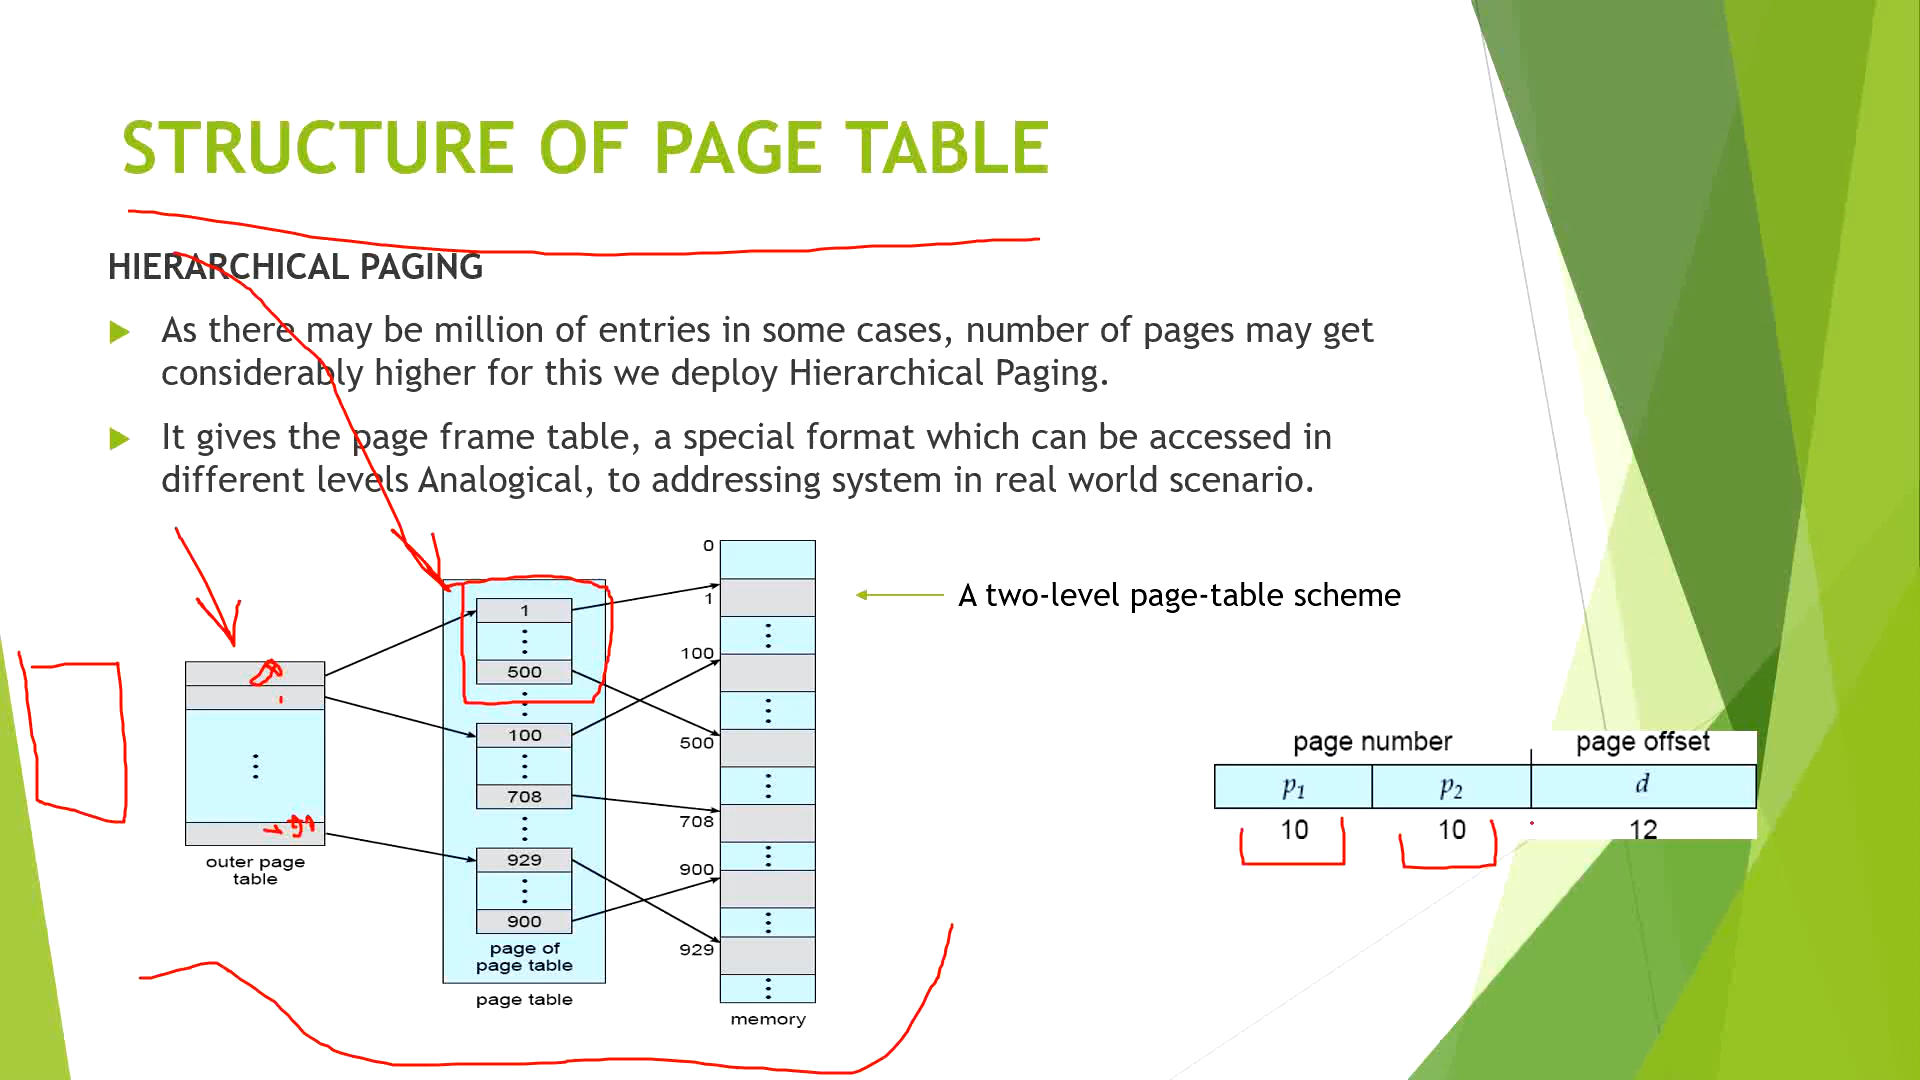 STRUCTURE OF PAGE TABLE
HIERARCHICAL PAGING
As there may be million of entries in some cases, number of pages may get
considerably higher for this we deploy Hierarchical Paging.
It gives the page frame table, a special format which can be accessed in
different levels Analogical, to addressing system in real world scenario.
outer page
table
1
500
100
708
929
900
page of
page table
page table
0
1
100
500
708
900
929
memory
A two-level page-table scheme
page number page offset
p1 p2 d
10 10 12